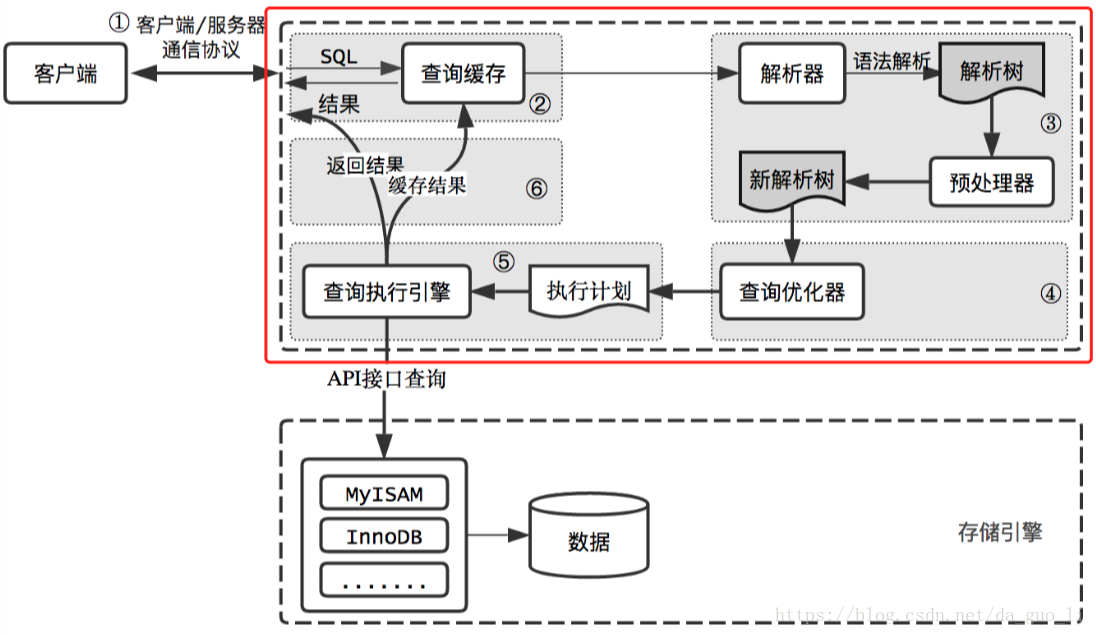 ① 客户端/服务器
通信协议
客户端
SQL
查询缓存
②
结果
解析器
语法解析
解析树
③
预处理器
新解析树
返回结果
缓存结果
⑥
⑤
查询执行引擎
执行计划
查询优化器
④
API接口查询
MyISAM
InnoDB
.......
数据
存储引擎
https://blog.csdn.net/da_guo_li